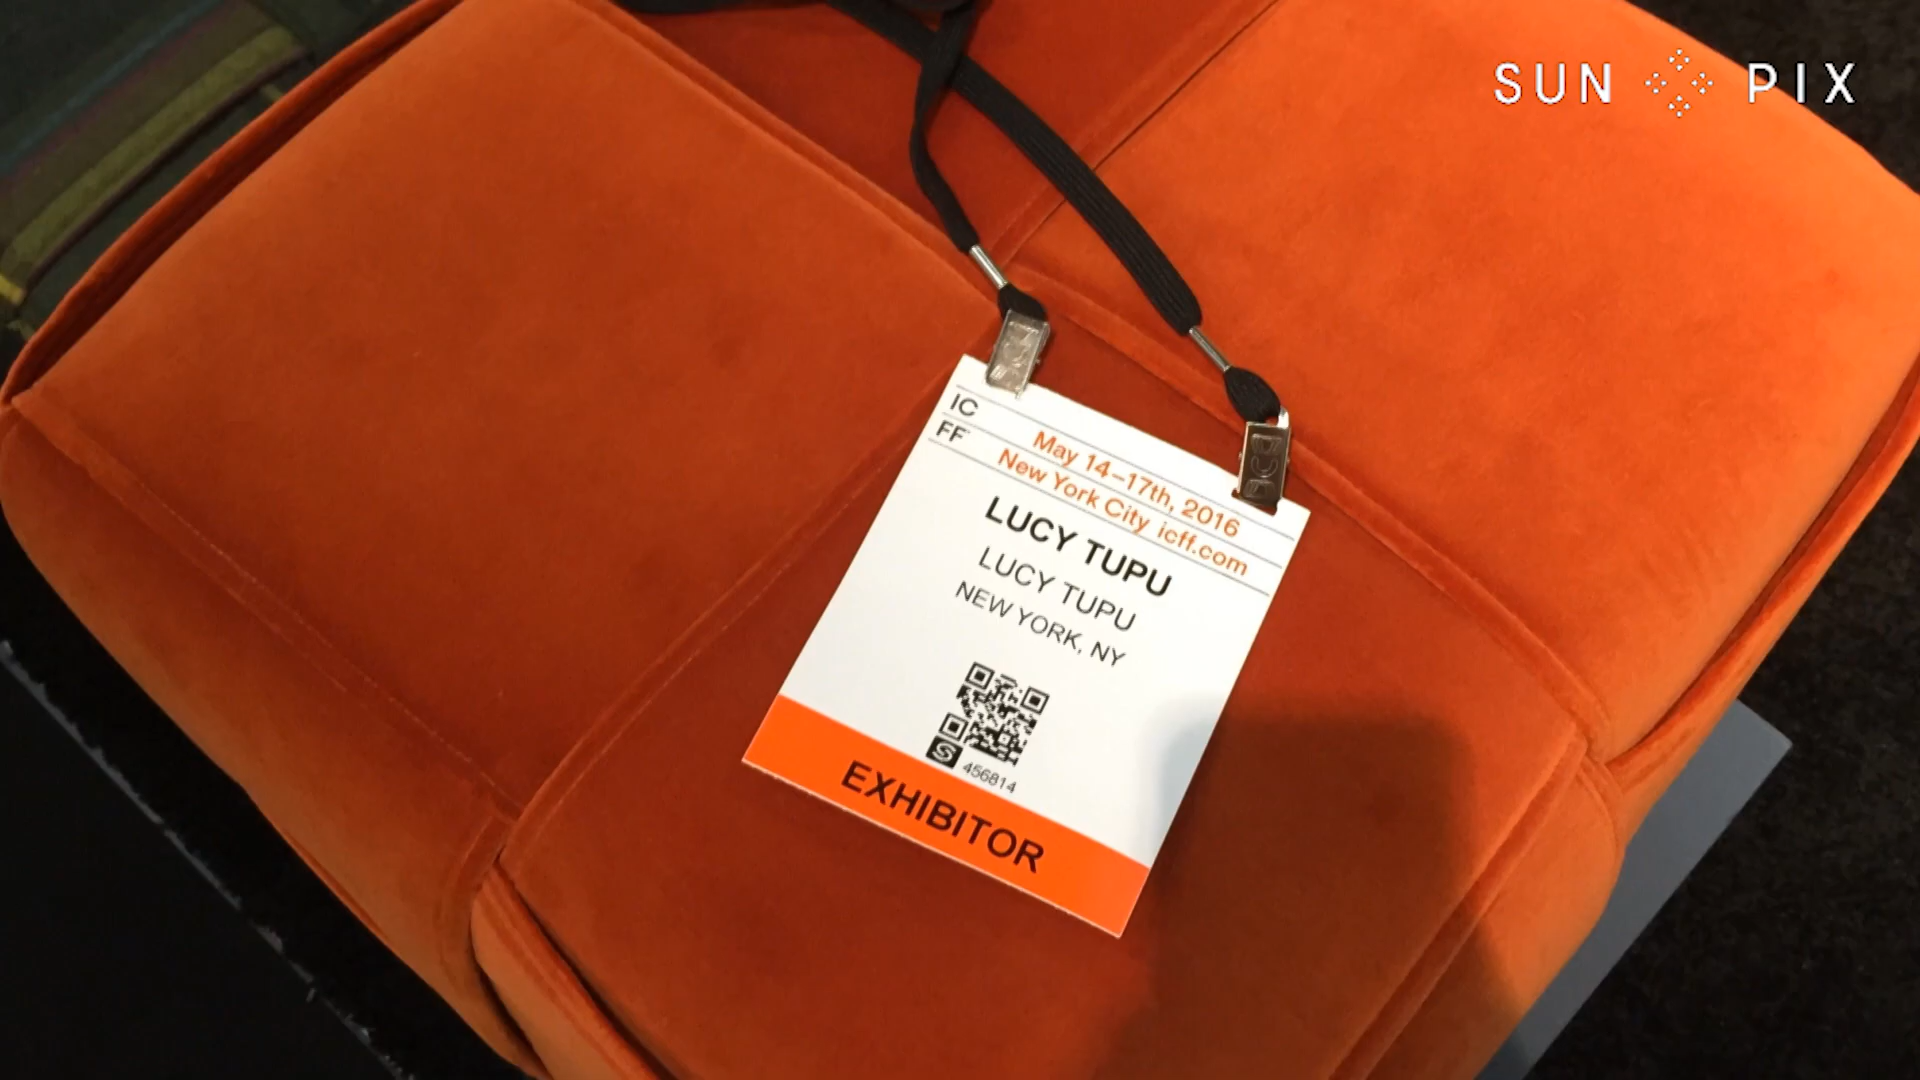 SUN PIX
IC
FF
May 14–17th, 2016
New York City icff.com
LUCY TUPU
LUCY TUPU
NEW YORK, NY
S 456814
EXHIBITOR